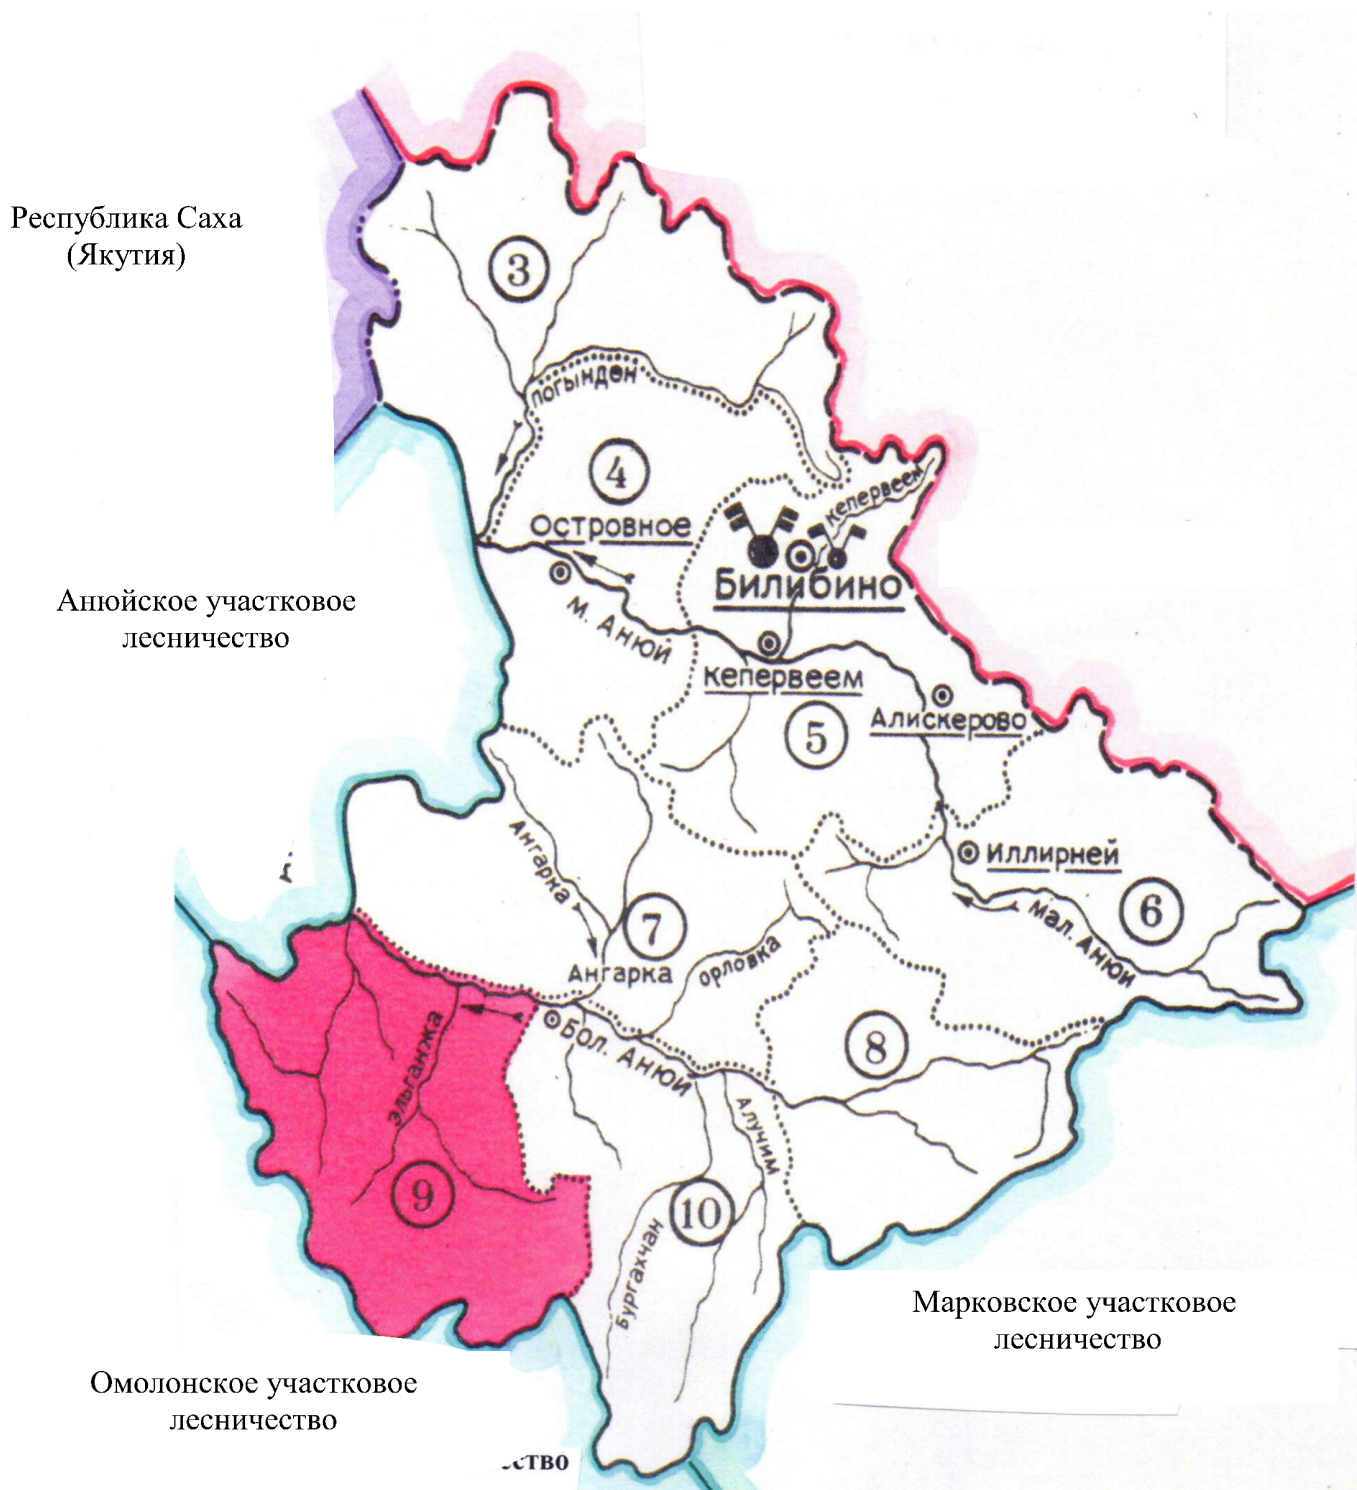 Республика Саха
(Якутия)
3
погынден
4
Островное
кепервеем
Билибино
Анюйское участковое
лесничество
м. Анюй
кепервеем
Алискерово
5
Ангарка
Иллирней
6
Мал. Анюй
7
Ангарка
орловка
Бол. Анюй
8
Эльганжа
Алучим
9
10
Бургахчан
Марковское участковое
лесничество
Омолонское участковое
лесничество
ство